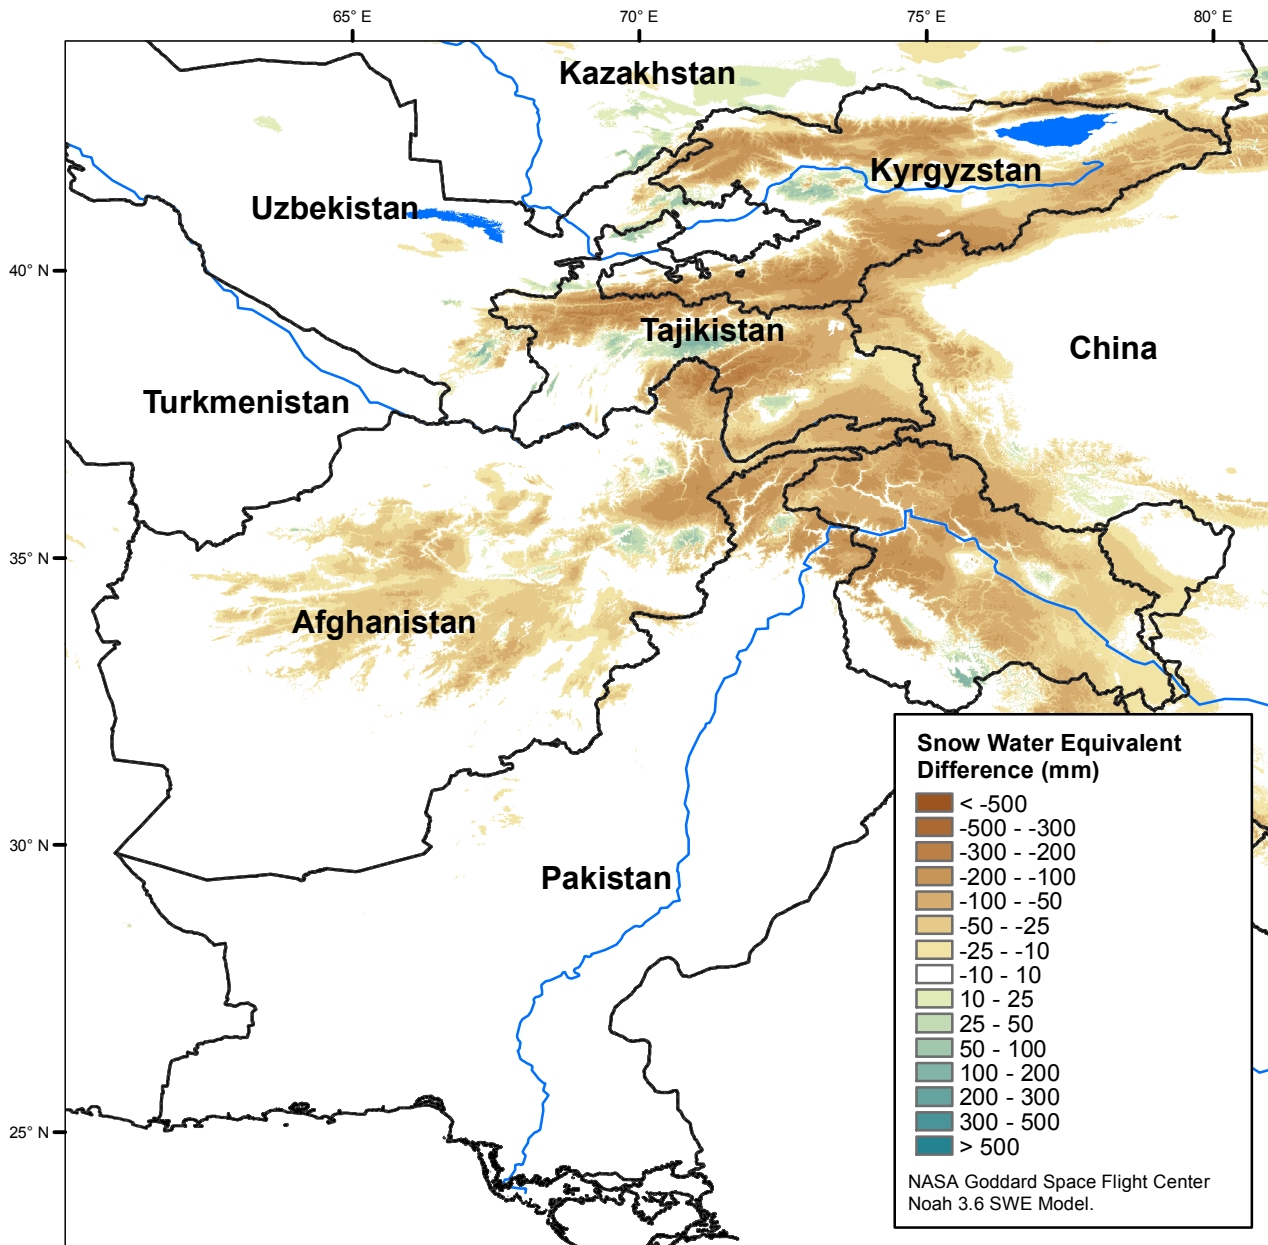 65° E
70° E
75° E
80° E
Kazakhstan
Kyrgyzstan
Uzbekistan
40° N
Tajikistan
China
Turkmenistan
35° N
Afghanistan
Snow Water Equivalent
Difference (mm)
< -500
-500 - -300
-300 - -200
-200 - -100
-100 - -50
-50 - -25
-25 - -10
-10 - 10
10 - 25
25 - 50
50 - 100
100 - 200
200 - 300
300 - 500
> 500
NASA Goddard Space Flight Center
Noah 3.6 SWE Model.
30° N
Pakistan
25° N